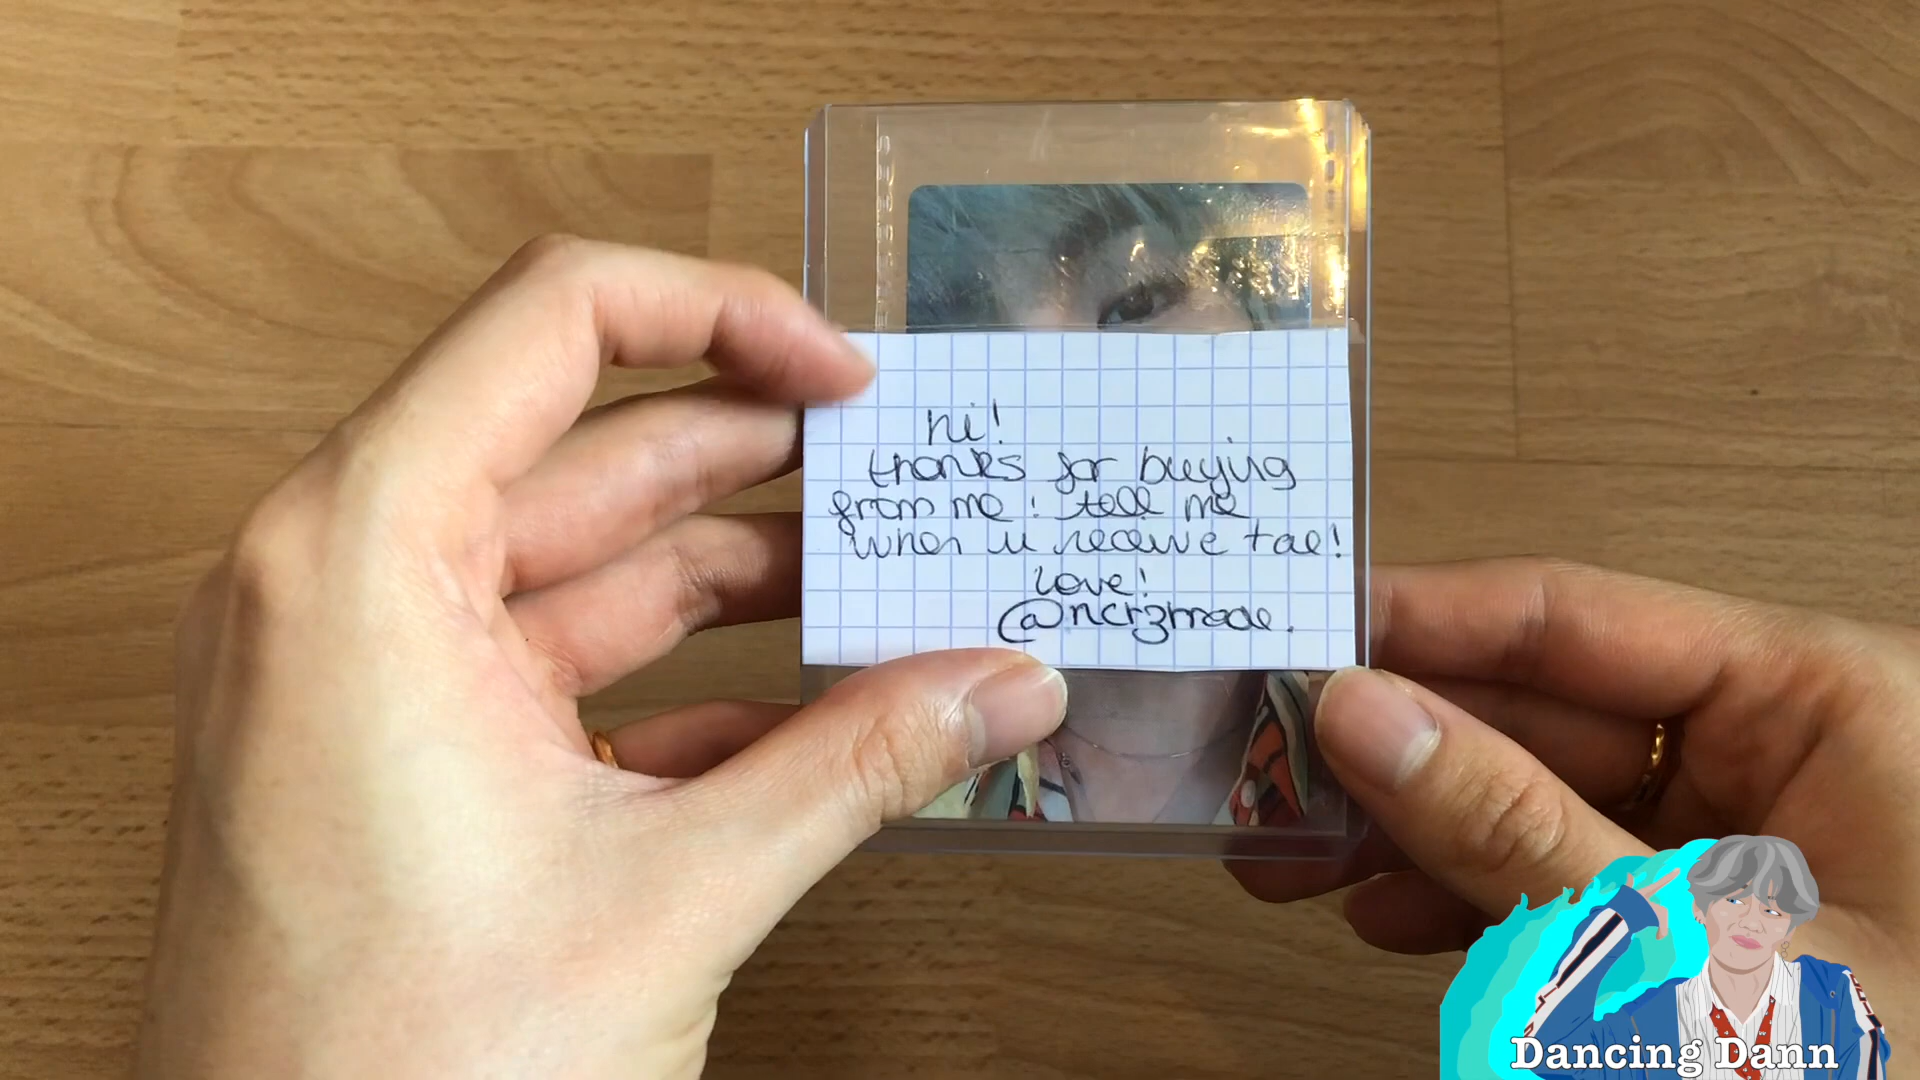 hi!
thanks for buying
from me! tell me
when u receive tae!
love!
Dancing Dann